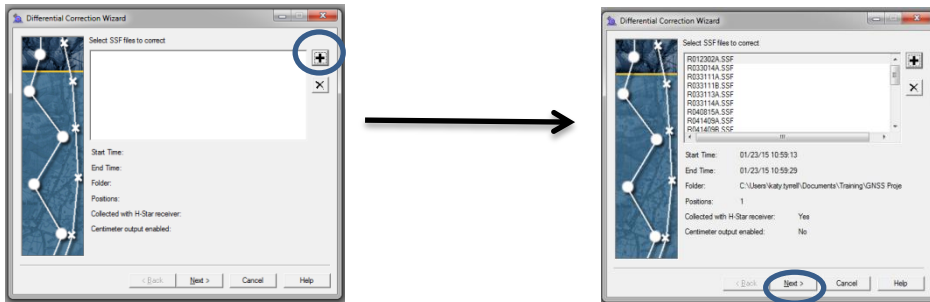 Differential Correction Wizard
Select SSF files to correct
Start Time:
End Time:
Folder:
Positions:
Collected with H-Star receiver:
Centimeter output enabled:
< Back
Next >
Cancel
Help
Differential Correction Wizard
Select SSF files to correct
R012302A.SSF
R033014A.SSF
R033111A.SSF
R033111B.SSF
R033113A.SSF
R033114A.SSF
R040815A.SSF
R041409A.SSF
R041409B.SSF
Start Time: 01/23/15 10:59:13
End Time: 01/23/15 10:59:29
Folder: C:\Users\katy.tyrrell\Documents\Training\GNSS Proje
Positions: 1
Collected with H-Star receiver: Yes
Centimeter output enabled: No
< Back
Next >
Cancel
Help